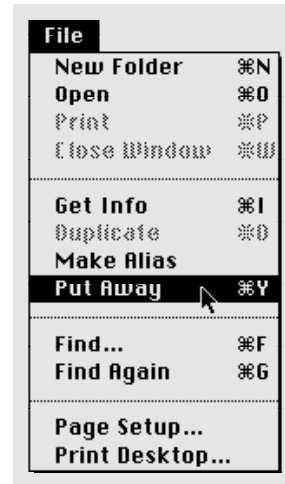 File
New Folder ⌘N
Open ⌘O
Print ⌘P
Close Window ⌘W
Get Info ⌘I
Duplicate ⌘D
Make Alias
Put Away ⌘Y
Find... ⌘F
Find Again ⌘G
Page Setup...
Print Desktop...